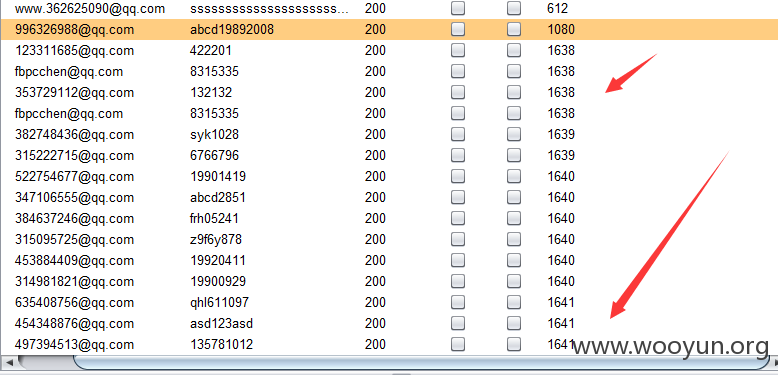 www.362625090@qq.com sssssssssssssssssssssss... 200 612
996326988@qq.com abcd19892008 200 1080
123311685@qq.com 422201 200 1638
fbpcchen@qq.com 8315335 200 1638
353729112@qq.com 132132 200 1638
fbpcchen@qq.com 8315335 200 1638
382748436@qq.com syk1028 200 1639
315222715@qq.com 6766796 200 1639
522754677@qq.com 19901419 200 1640
347106555@qq.com abcd2851 200 1640
384637246@qq.com frh05241 200 1640
315095725@qq.com z9f6y878 200 1640
453884409@qq.com 19920411 200 1640
314981821@qq.com 19900929 200 1640
635408756@qq.com qhl611097 200 1641
454348876@qq.com asd123asd 200 1641
497394513@qq.com 135781012 200 1641
www.wooyun.org